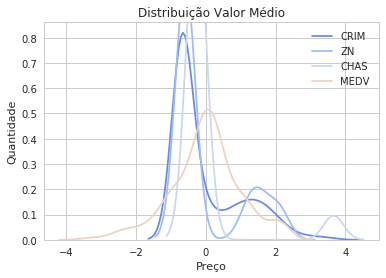 Distribuição Valor Médio
CRIM
ZN
CHAS
MEDV
Quantidade
0.8
0.7
0.6
0.5
0.4
0.3
0.2
0.1
0.0
−4 −2 0 2 4
Preço